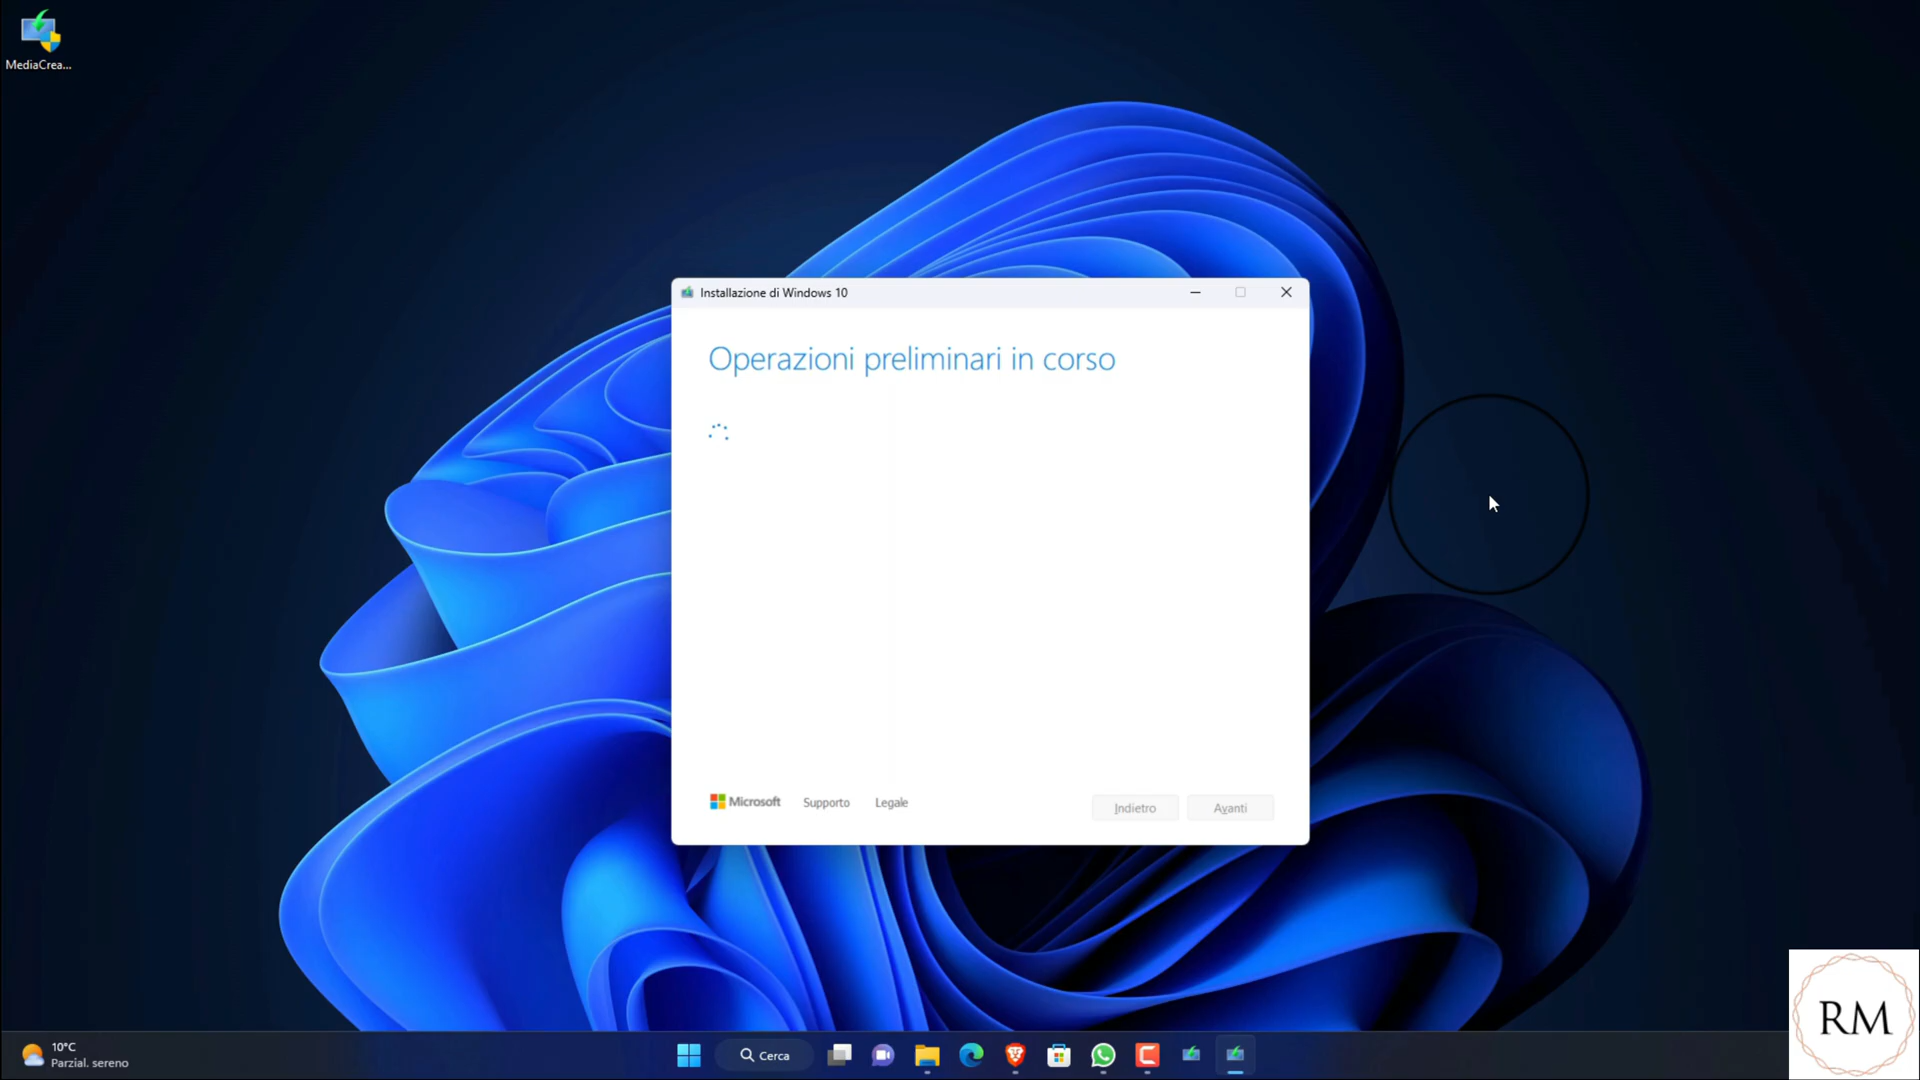 MediaCrea...
Installazione di Windows 10
Operazioni preliminari in corso
Microsoft
Supporto
Legale
Indietro
Avanti
10°C
Parzial. sereno
Cerca
RM